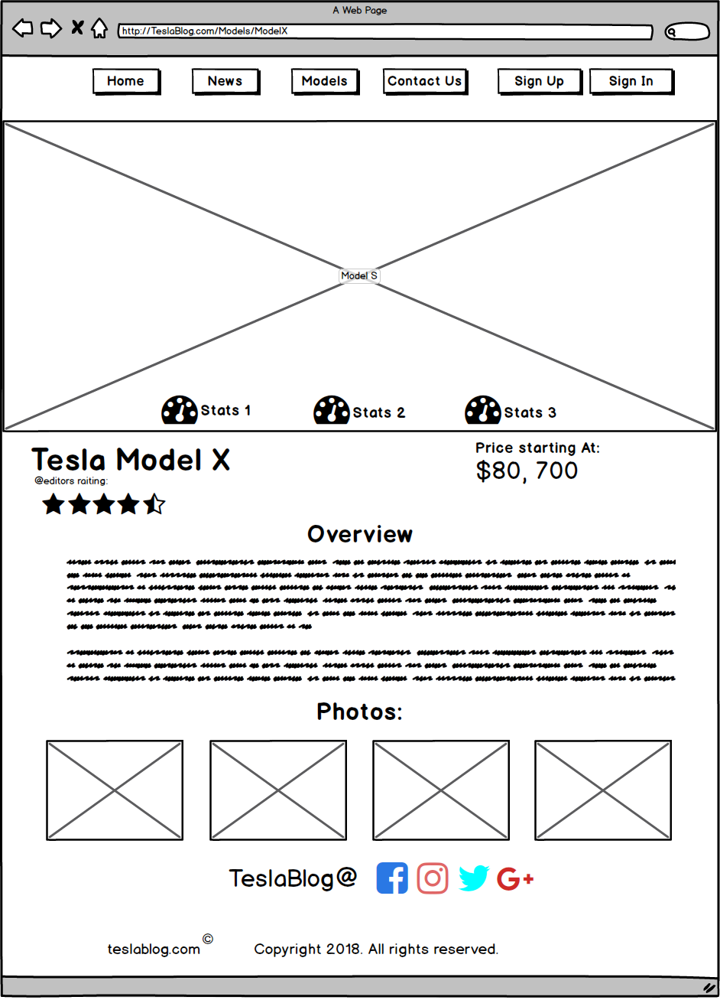 A Web Page
http://TeslaBlog.com/Models/ModelX
Home News Models Contact Us Sign Up Sign In
Model S
Stats 1 Stats 2 Stats 3
Tesla Model X
@editors raiting:
Price starting At:
$80, 700
Overview
Photos:
TeslaBlog@
teslablog.com © Copyright 2018. All rights reserved.